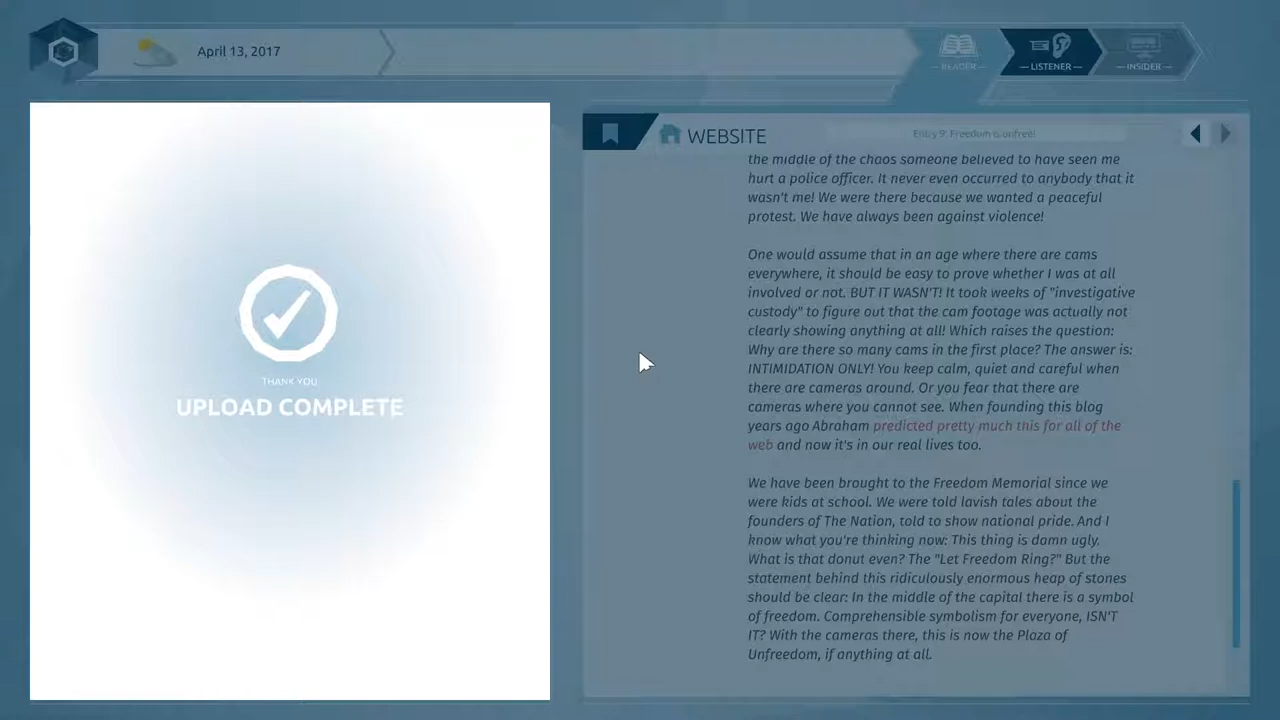 April 13, 2017
READER
LISTENER
INSIDER
THANK YOU
UPLOAD COMPLETE
WEBSITE
Entry 9: Freedom is unfree!
the middle of the chaos someone believed to have seen me
hurt a police officer. It never even occurred to anybody that it
wasn't me! We were there because we wanted a peaceful
protest. We have always been against violence!
One would assume that in an age where there are cams
everywhere, it should be easy to prove whether I was at all
involved or not. BUT IT WASN'T! It took weeks of "investigative
custody" to figure out that the cam footage was actually not
clearly showing anything at all! Which raises the question:
Why are there so many cams in the first place? The answer is:
INTIMIDATION ONLY! You keep calm, quiet and careful when
there are cameras around. Or you fear that there are
cameras where you cannot see. When founding this blog
years ago Abraham predicted pretty much this for all of the
web and now it's in our real lives too.
We have been brought to the Freedom Memorial since we
were kids at school. We were told lavish tales about the
founders of The Nation, told to show national pride. And I
know what you're thinking now: This thing is damn ugly.
What is that donut even? The "Let Freedom Ring?" But the
statement behind this ridiculously enormous heap of stones
should be clear: In the middle of the capital there is a symbol
of freedom. Comprehensible symbolism for everyone, ISN'T
IT? With the cameras there, this is now the Plaza of
Unfreedom, if anything at all.